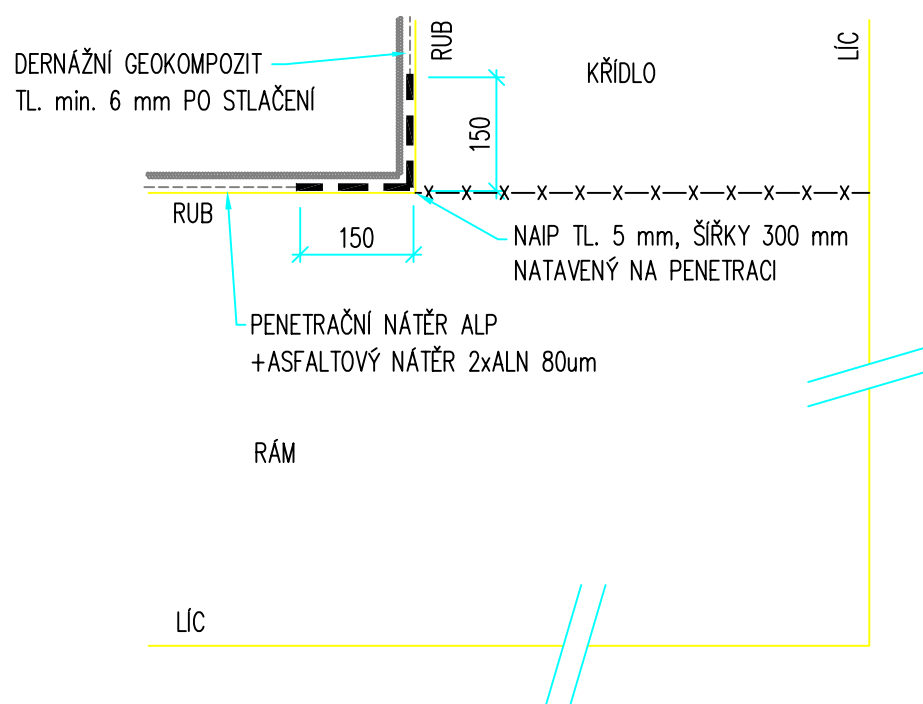 DERNÁŽNÍ GEOKOMPOZIT
TL. min. 6 mm PO STLAČENÍ
RUB
LÍC
KŘÍDLO
150
X X X X X X X X X X X X
RUB
150
NAIP TL. 5 mm, ŠÍŘKY 300 mm
NATAVENÝ NA PENETRACI
PENETRAČNÍ NÁTĚR ALP
+ASFALTOVÝ NÁTĚR 2xALN 80um
RÁM
LÍC